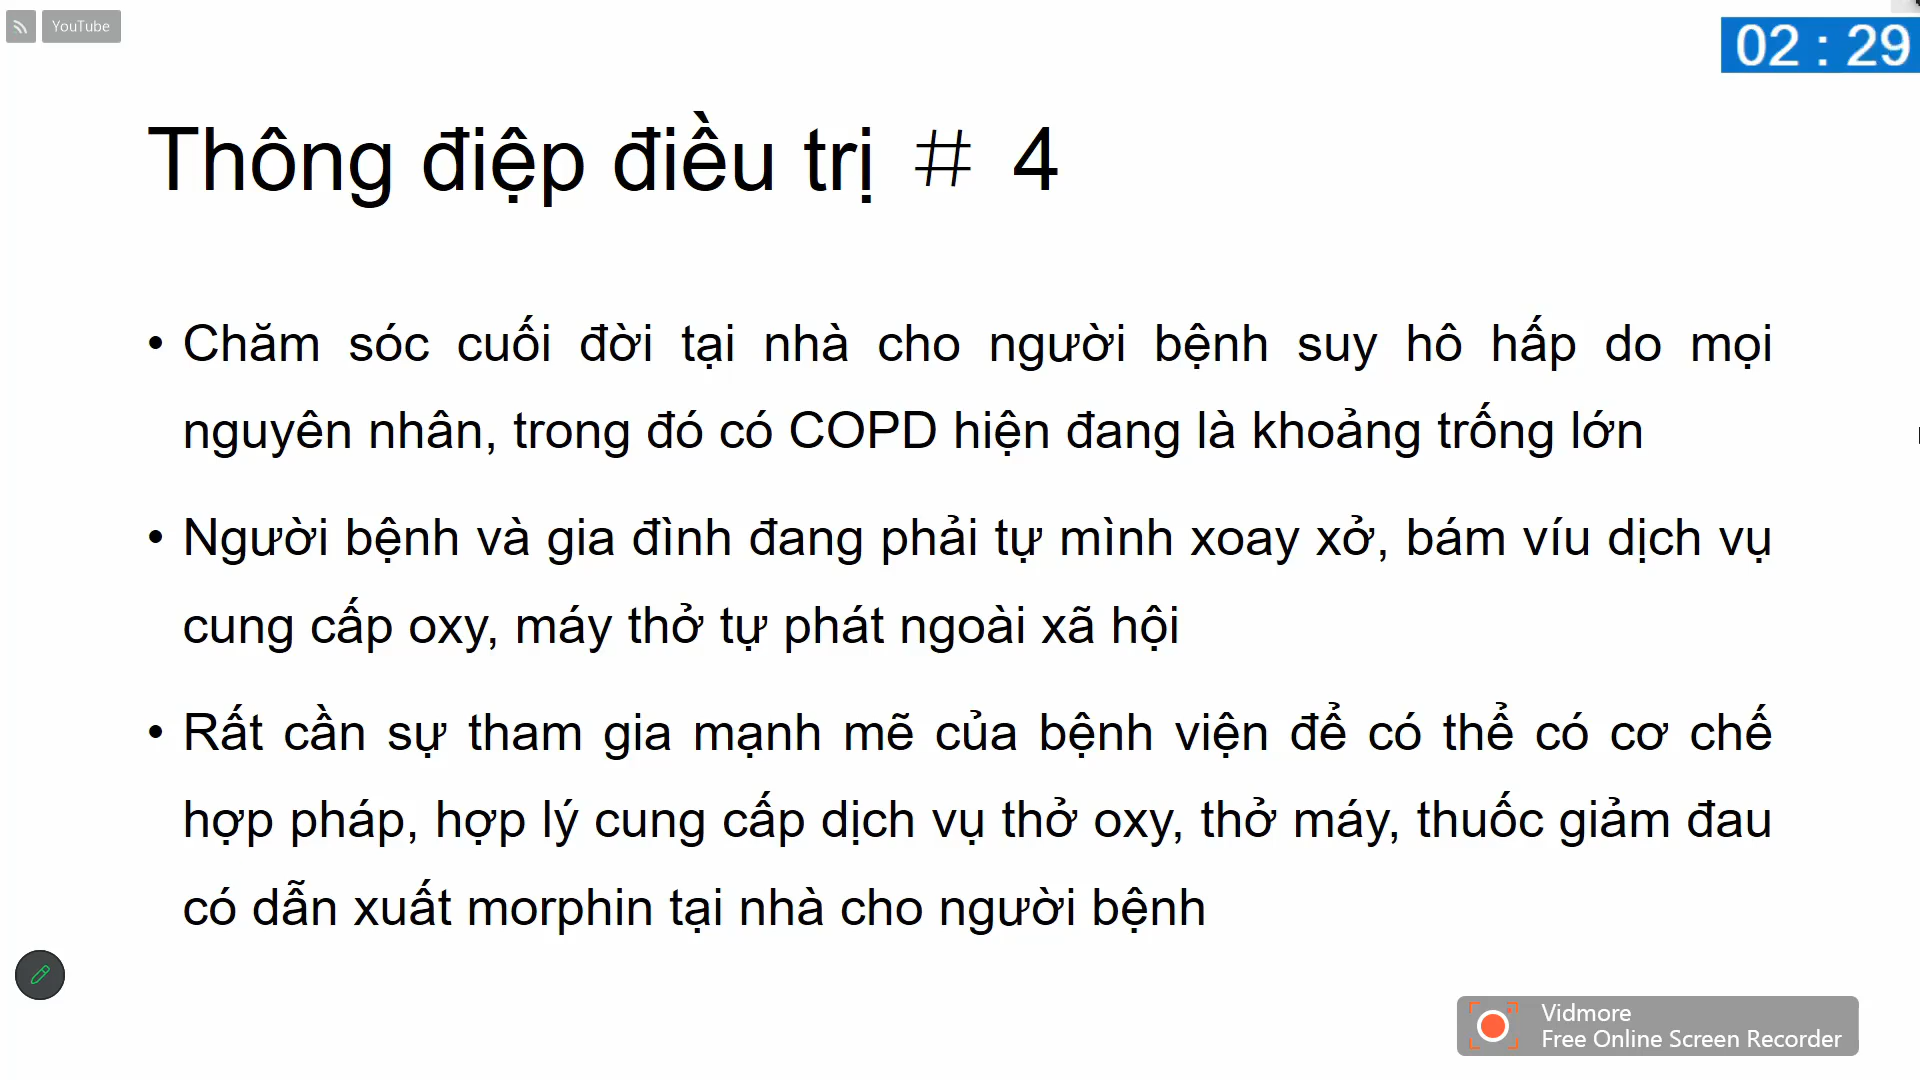 YouTube
02 : 29
Thông điệp điều trị # 4
• Chăm sóc cuối đời tại nhà cho người bệnh suy hô hấp do mọi
nguyên nhân, trong đó có COPD hiện đang là khoảng trống lớn
• Người bệnh và gia đình đang phải tự mình xoay xở, bám víu dịch vụ
cung cấp oxy, máy thở tự phát ngoài xã hội
• Rất cần sự tham gia mạnh mẽ của bệnh viện để có thể có cơ chế
hợp pháp, hợp lý cung cấp dịch vụ thở oxy, thở máy, thuốc giảm đau
có dẫn xuất morphin tại nhà cho người bệnh
Vidmore
Free Online Screen Recorder